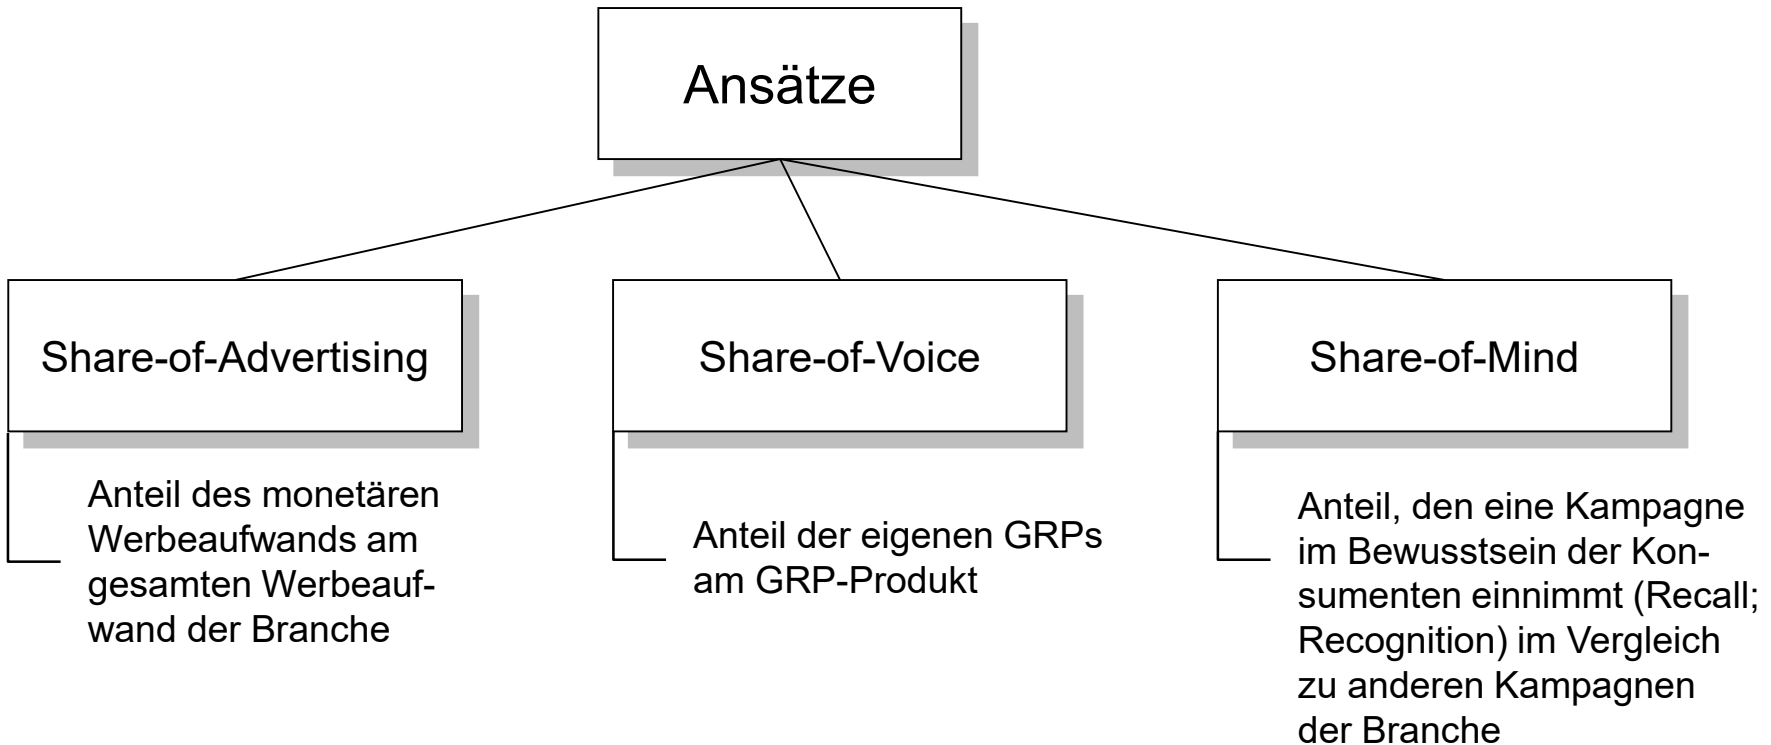 Ansätze
Share-of-Advertising
Share-of-Voice
Share-of-Mind
Anteil des monetären
Werbeaufwands am
gesamten Werbeauf-
wand der Branche
Anteil der eigenen GRPs
am GRP-Produkt
Anteil, den eine Kampagne
im Bewusstsein der Kon-
sumenten einnimmt (Recall;
Recognition) im Vergleich
zu anderen Kampagnen
der Branche